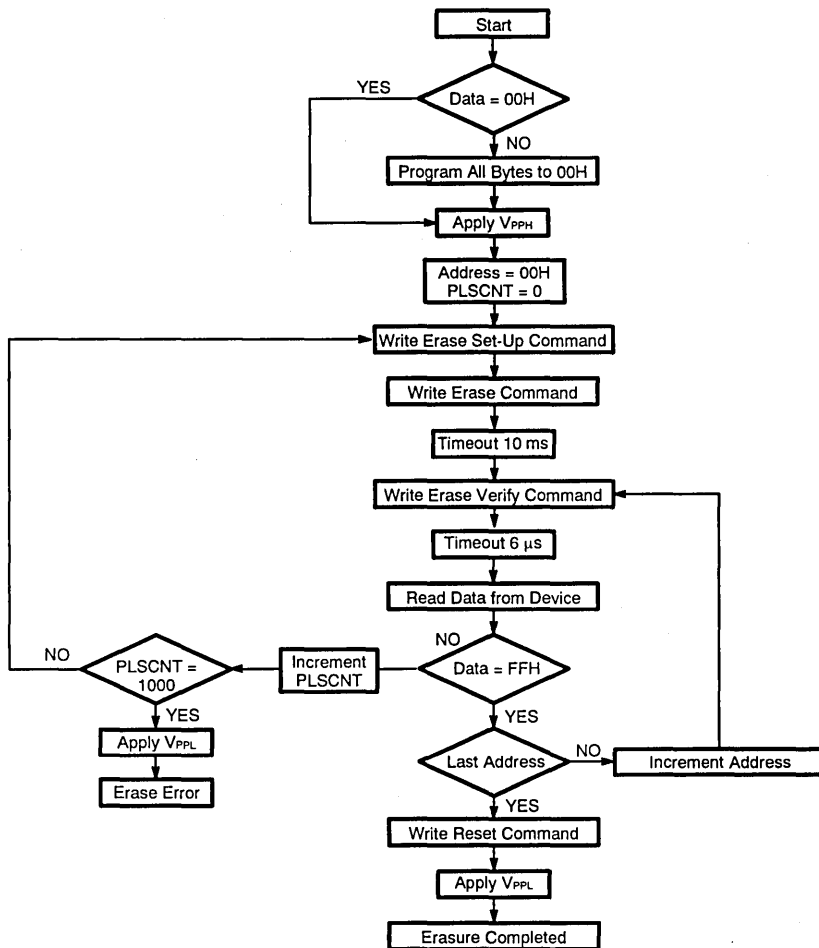 Start
YES
Data = 00H
NO
Program All Bytes to 00H
Apply VPPH
Address = 00H
PLSCNT = 0
Write Erase Set-Up Command
Write Erase Command
Timeout 10 ms
Write Erase Verify Command
Timeout 6 µs
Read Data from Device
NO
PLSCNT =
1000
Increment
PLSCNT
NO
Data = FFH
YES
Apply VPPL
Erase Error
YES
Last Address
NO
Increment Address
YES
Write Reset Command
Apply VPPL
Erasure Completed